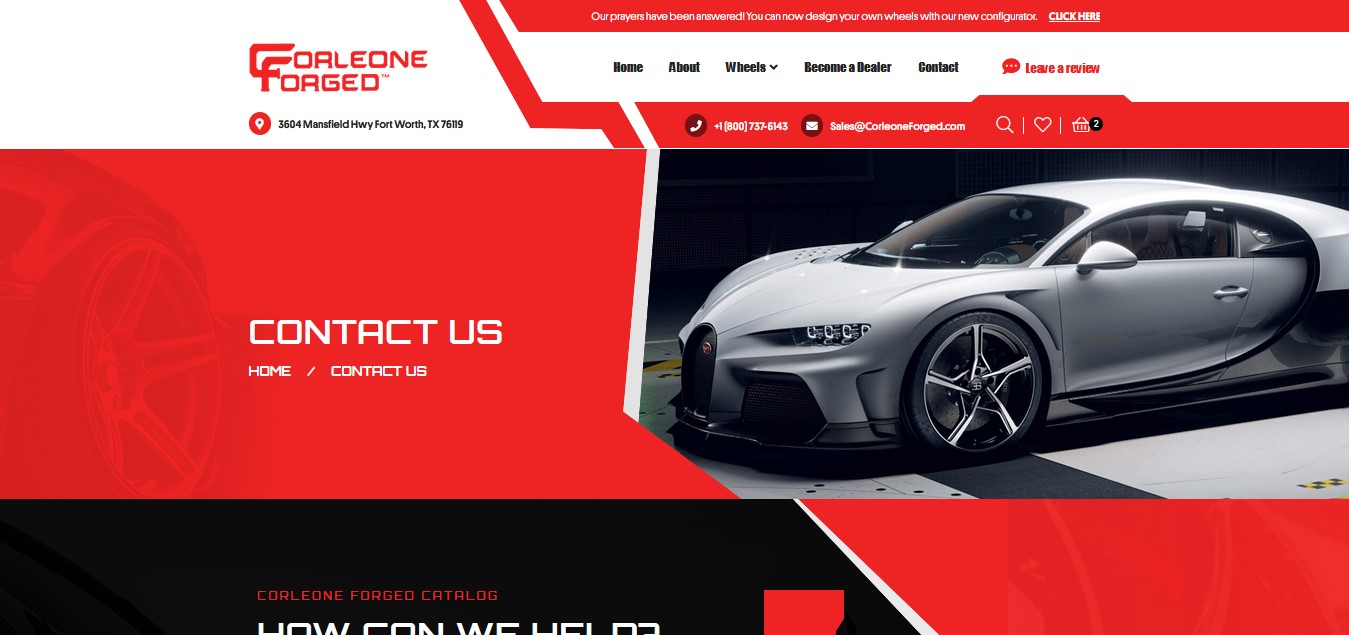 Our prayers have been answered! You can now design your own wheels with our new configurator. CLICK HERE
CORLEONE
FORGED™
Home About Wheels Become a Dealer Contact Leave a review
3604 Mansfield Hwy Fort Worth, TX 76119
+1 (800) 737-6143 Sales@CorleoneForged.com 2
CONTACT US
HOME / CONTACT US
CORLEONE FORGED CATALOG
HOW CAN WE HELP?